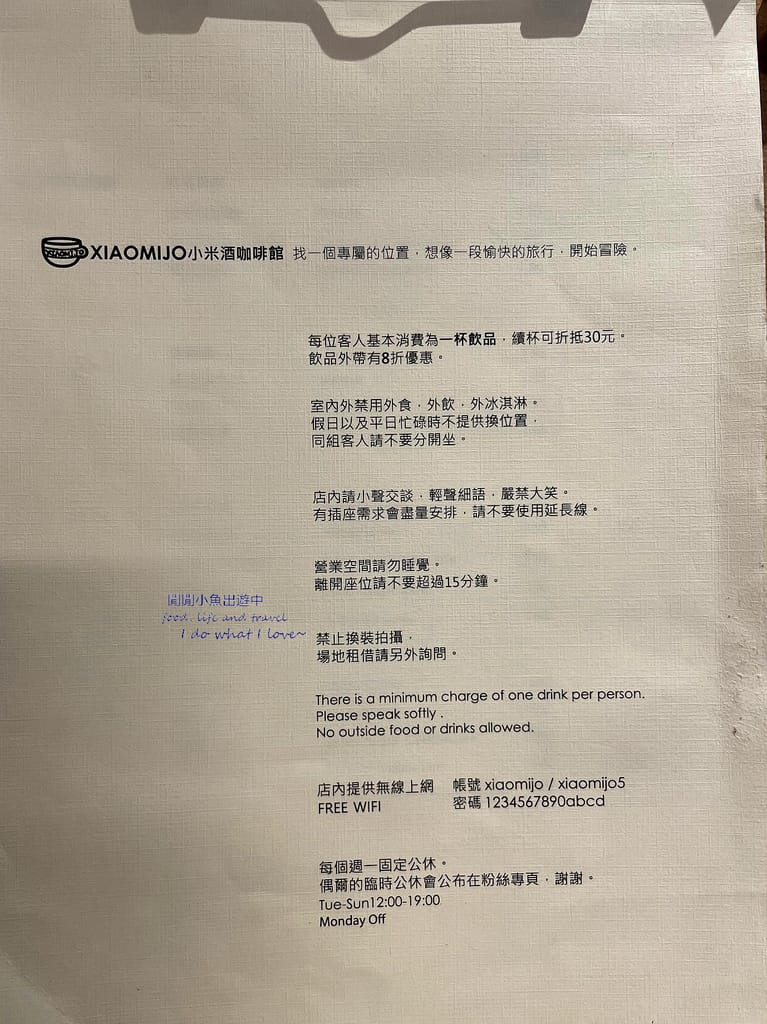 XIAOMIJO
XIAOMIJO小米酒咖啡館 找一個專屬的位置，想像一段愉快的旅行，開始冒險。
每位客人基本消費為一杯飲品，續杯可折抵30元。
飲品外帶有8折優惠。
室內外禁用外食，外飲，外冰淇淋。
假日以及平日忙碌時不提供換位置，
同組客人請不要分開坐。
店內請小聲交談，輕聲細語，嚴禁大笑。
有插座需求會盡量安排，請不要使用延長線。
營業空間請勿睡覺。
離開座位請不要超過15分鐘。
閒閒小魚出遊中
food. life and travel
I do what I love~
禁止換裝拍攝，
場地租借請另外詢問。
There is a minimum charge of one drink per person.
Please speak softly .
No outside food or drinks allowed.
店內提供無線上網 帳號 xiaomijo / xiaomijo5
FREE WIFI 密碼 1234567890abcd
每個週一固定公休。
偶爾的臨時公休會公布在粉絲專頁，謝謝。
Tue-Sun12:00-19:00
Monday Off